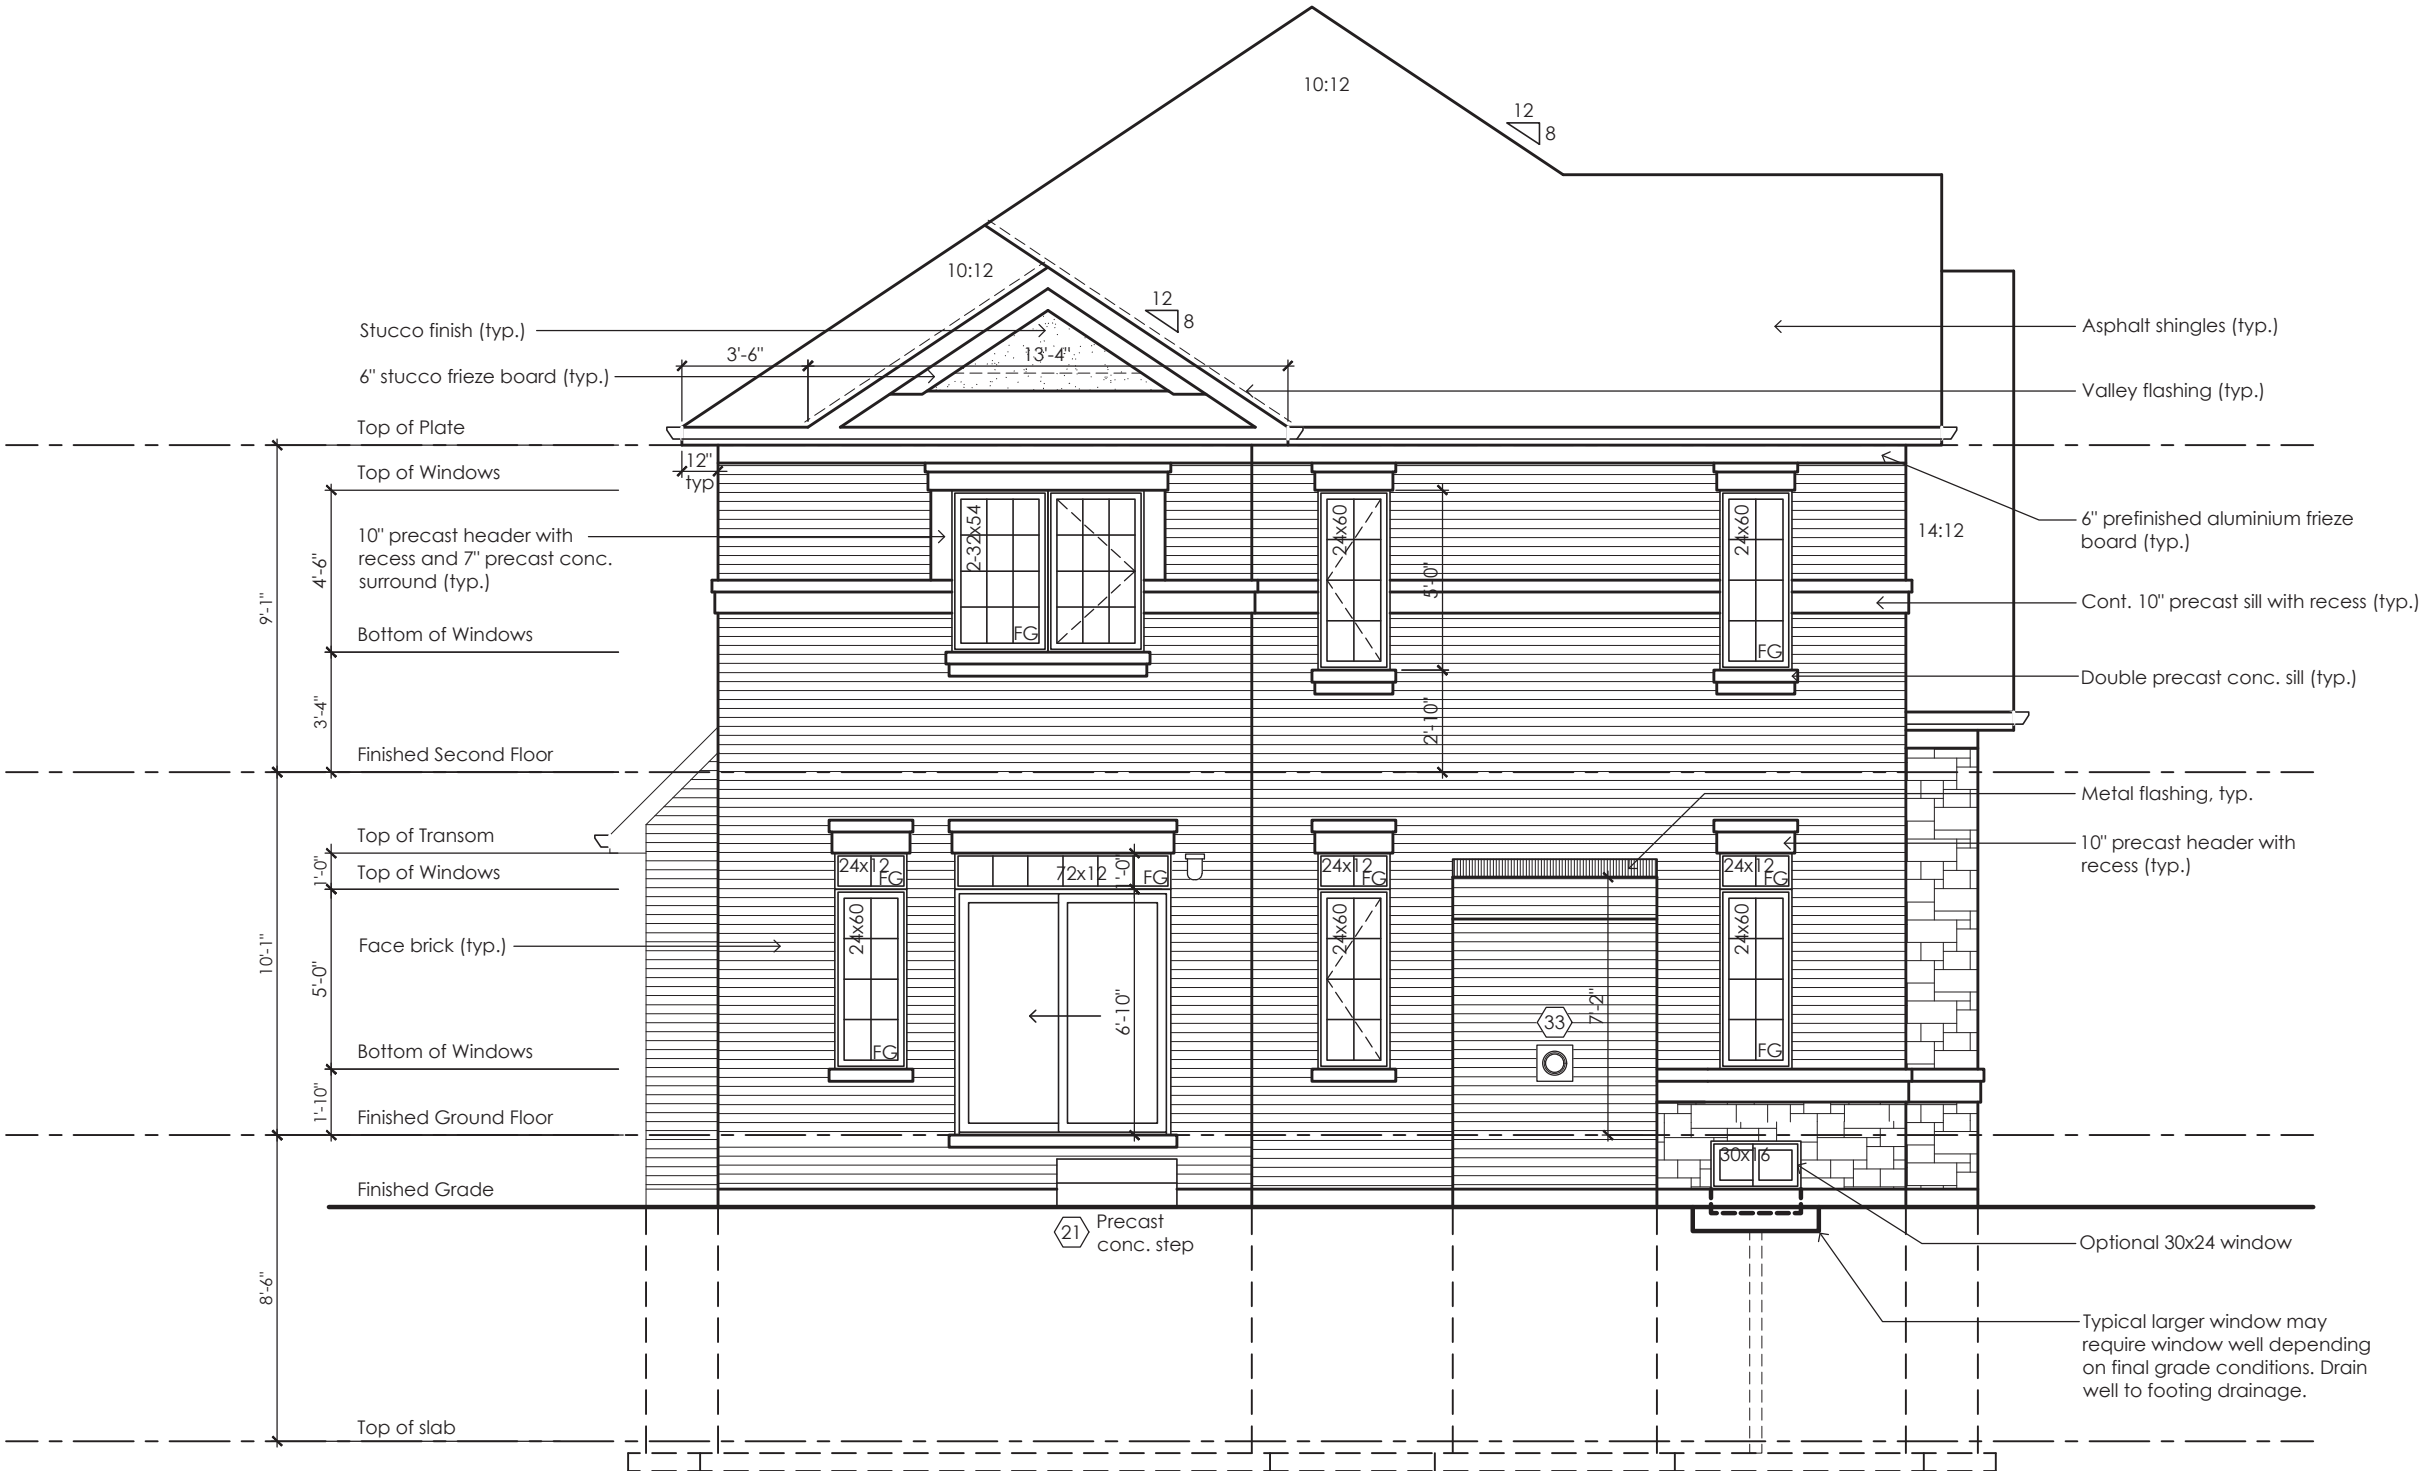 10:12
12
8
10:12
12
8
Stucco finish (typ.)
Asphalt shingles (typ.)
3'-6"
13'-4"
6" stucco frieze board (typ.)
Valley flashing (typ.)
Top of Plate
12"
typ
Top of Windows
10" precast header with
recess and 7" precast conc.
surround (typ.)
2-32x54
24x60
24x60
6" prefinished aluminium frieze
board (typ.)
14:12
4'-6"
5'-0"
9'-1"
Cont. 10" precast sill with recess (typ.)
Bottom of Windows
FG
FG
Double precast conc. sill (typ.)
3'-4"
2'-10"
Finished Second Floor
Metal flashing, typ.
Top of Transom
10" precast header with
recess (typ.)
1'-0"
Top of Windows
24x12
FG
72x12
1'-0"
FG
24x12
FG
24x12
FG
24x60
24x60
24x60
Face brick (typ.)
10'-1"
5'-0"
6'-10"
7'-2"
33
Bottom of Windows
FG
FG
1'-10"
Finished Ground Floor
30x16
Finished Grade
21
Precast
conc. step
Optional 30x24 window
8'-6"
Typical larger window may
require window well depending
on final grade conditions. Drain
well to footing drainage.
Top of slab